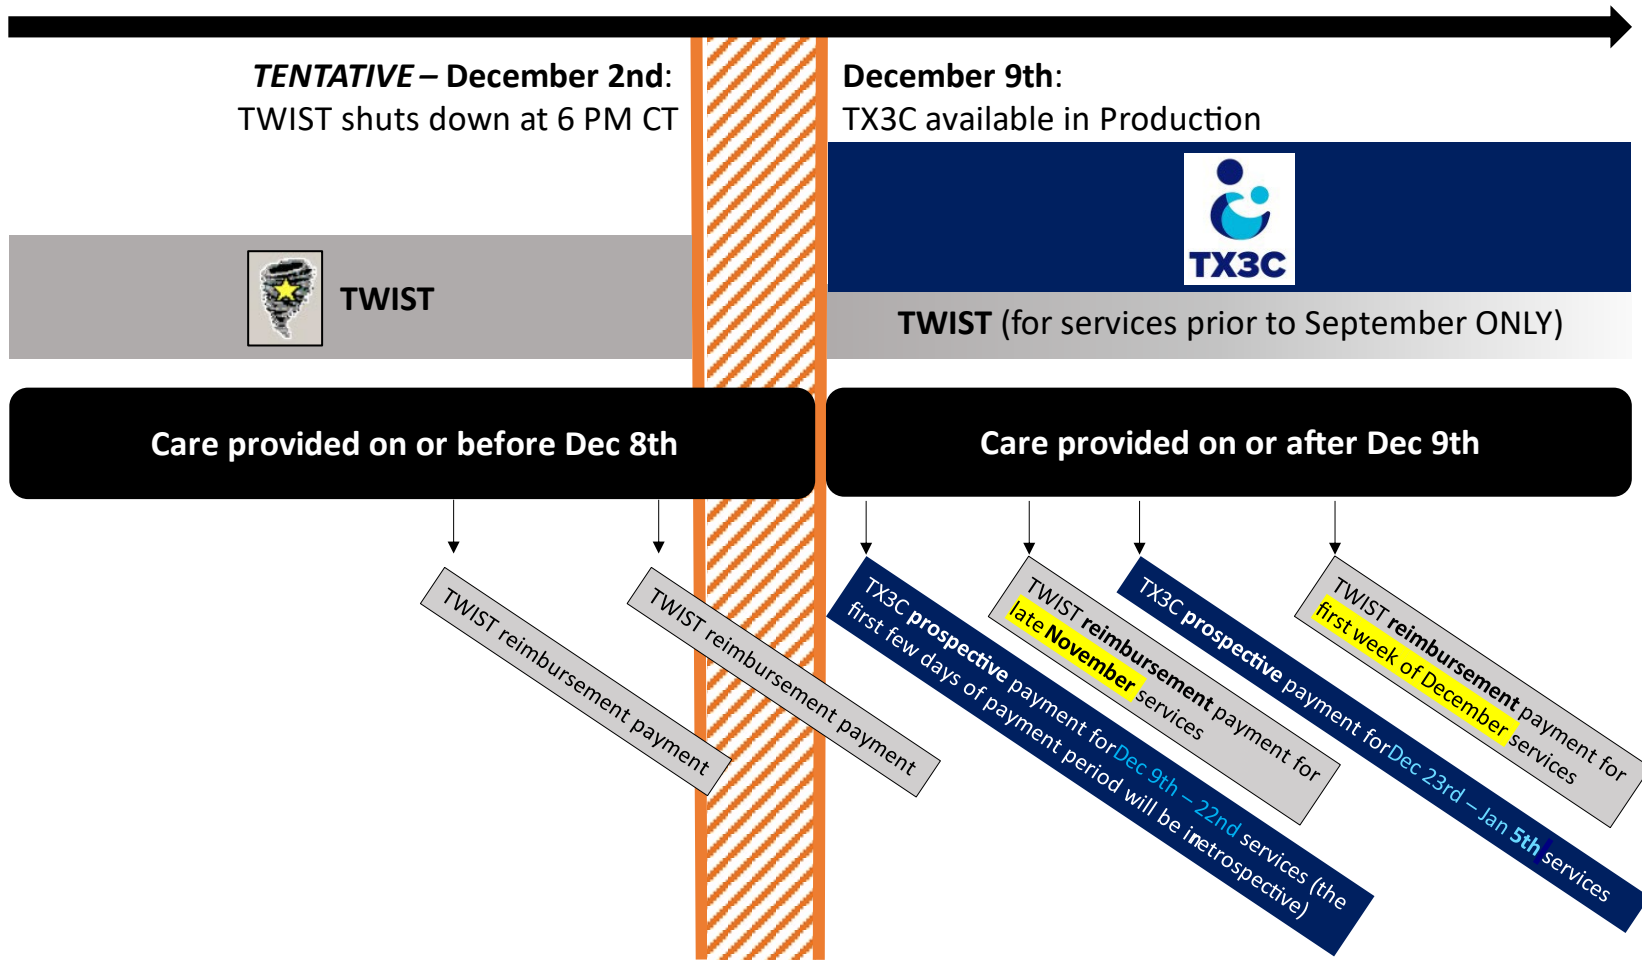 TENTATIVE – December 2nd:
TWIST shuts down at 6 PM CT
December 9th:
TX3C available in Production
TX3C
TWIST
TWIST (for services prior to September ONLY)
Care provided on or before Dec 8th
Care provided on or after Dec 9th
TWIST reimbursement payment
TWIST reimbursement payment
TX3C prospective payment for Dec 9th – 22nd services (the
first few days of payment period will be inetrospective)
TWIST reimbursement payment for
late November services
TX3C prospective payment for Dec 23rd – Jan 5th services
TWIST reimbursement payment for
first week of December services